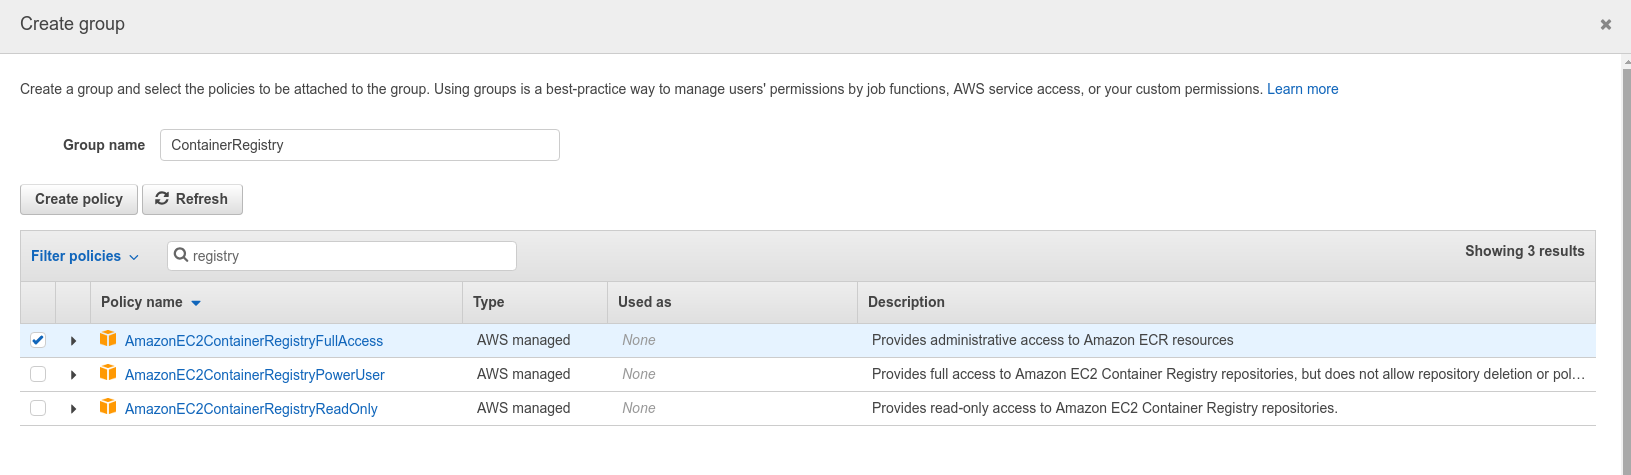 Create group
Create a group and select the policies to be attached to the group. Using groups is a best-practice way to manage users' permissions by job functions, AWS service access, or your custom permissions. Learn more
Group name ContainerRegistry
Create policy Refresh
Filter policies registry Showing 3 results
Policy name Type Used as Description
AmazonEC2ContainerRegistryFullAccess AWS managed None Provides administrative access to Amazon ECR resources
AmazonEC2ContainerRegistryPowerUser AWS managed None Provides full access to Amazon EC2 Container Registry repositories, but does not allow repository deletion or pol...
AmazonEC2ContainerRegistryReadOnly AWS managed None Provides read-only access to Amazon EC2 Container Registry repositories.